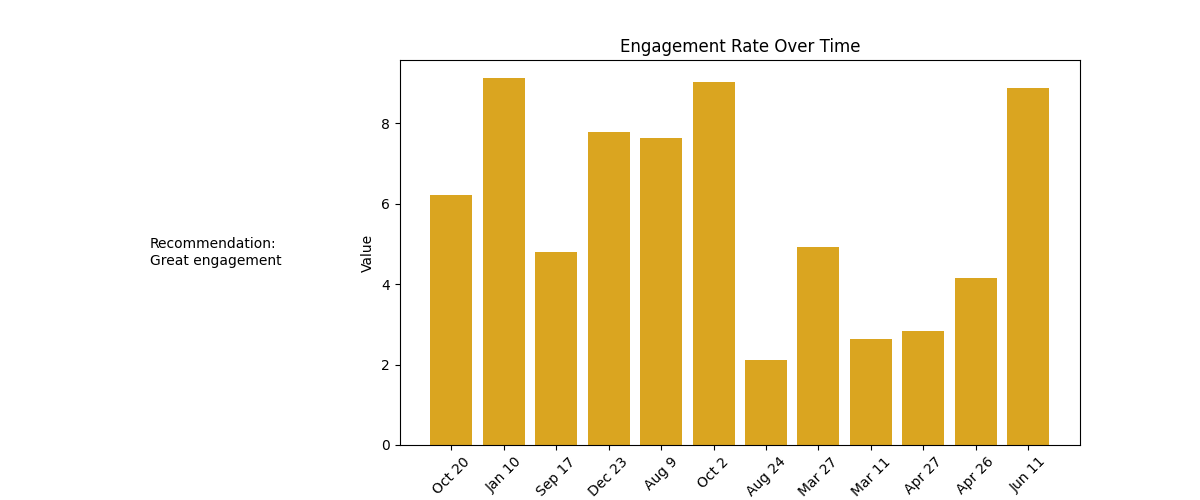 Engagement Rate Over Time
Recommendation:
Great engagement
Value
8
6
4
2
0
Oct 20
Jan 10
Sep 17
Dec 23
Aug 9
Oct 2
Aug 24
Mar 27
Mar 11
Apr 27
Apr 26
Jun 11